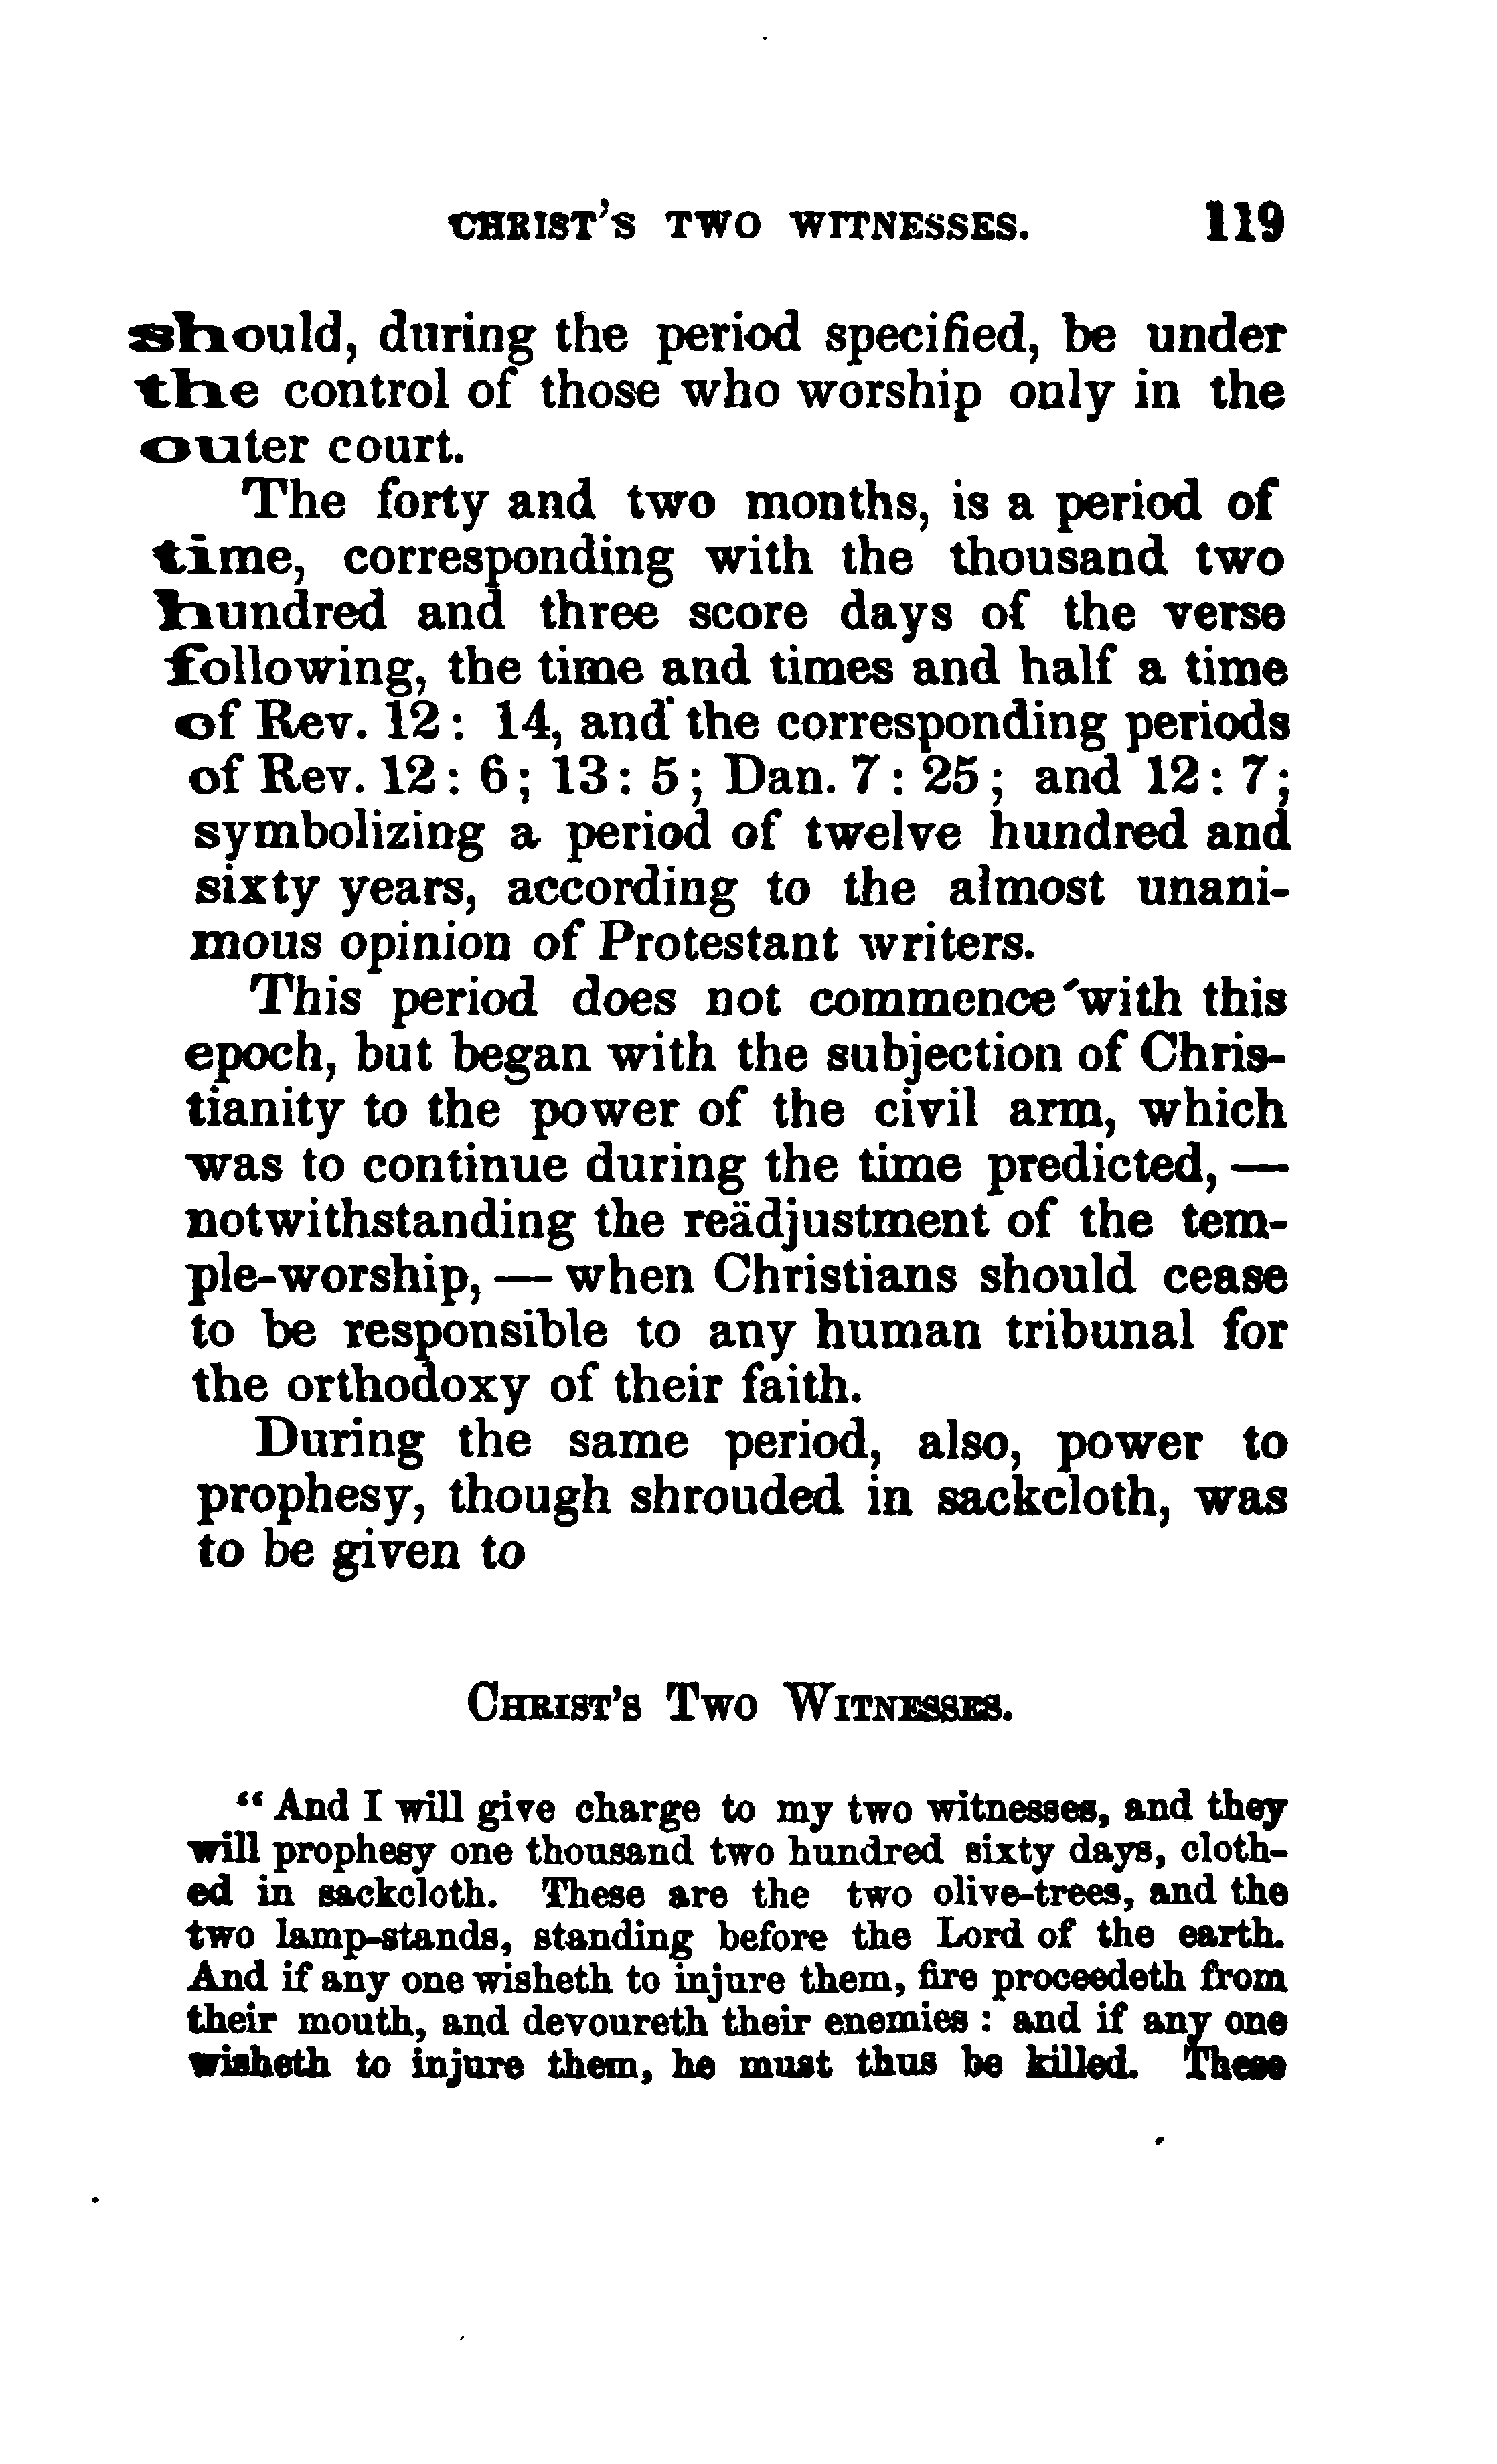 CHRIST'S TWO WITNESSES. 119
should, during the period specified, be under
the control of those who worship only in the
outer court.
The forty and two months, is a period of
time, corresponding with the thousand two
hundred and three score days of the verse
following, the time and times and half a time
of Rev. 12: 14, and the corresponding periods
of Rev. 12: 6; 13: 5; Dan. 7: 25; and 12: 7;
symbolizing a period of twelve hundred and
sixty years, according to the almost unani-
mous opinion of Protestant writers.
This period does not commence with this
epoch, but began with the subjection of Chris-
tianity to the power of the civil arm, which
was to continue during the time predicted, —
notwithstanding the reädjustment of the tem-
ple-worship, — when Christians should cease
to be responsible to any human tribunal for
the orthodoxy of their faith.
During the same period, also, power to
prophesy, though shrouded in sackcloth, was
to be given to
CHRIST'S TWO WITNESSES.
"And I will give charge to my two witnesses, and they
will prophesy one thousand two hundred sixty days, cloth-
ed in sackcloth. These are the two olive-trees, and the
two lamp-stands, standing before the Lord of the earth.
And if any one wisheth to injure them, fire proceedeth from
their mouth, and devoureth their enemies : and if any one
wisheth to injure them, he must thus be killed. These